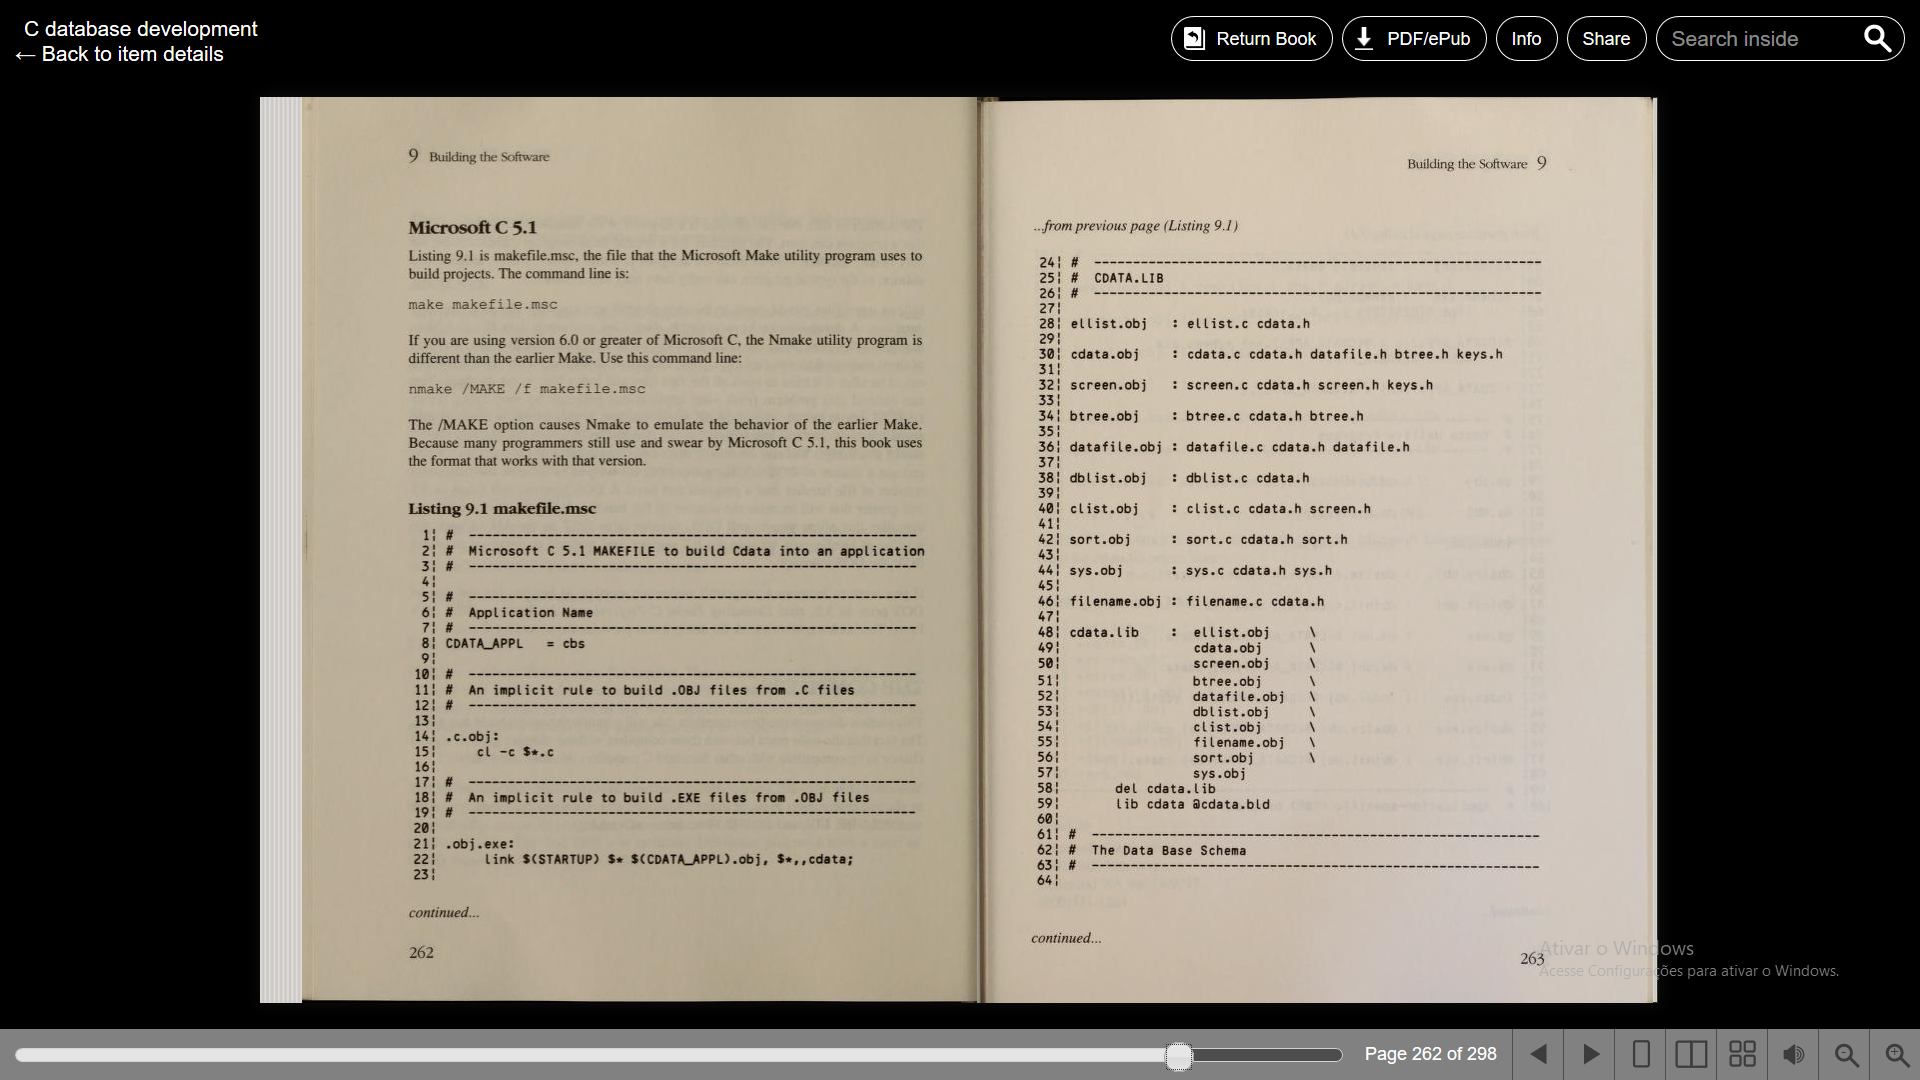 C database development
← Back to item details
Return Book
PDF/ePub
Info
Share
Search inside
9 Building the Software
Microsoft C 5.1
Listing 9.1 is makefile.msc, the file that the Microsoft Make utility program uses to
build projects. The command line is:
make makefile.msc
If you are using version 6.0 or greater of Microsoft C, the Nmake utility program is
different than the earlier Make. Use this command line:
nmake /MAKE /f makefile.msc
The /MAKE option causes Nmake to emulate the behavior of the earlier Make.
Because many programmers still use and swear by Microsoft C 5.1, this book uses
the format that works with that version.
Listing 9.1 makefile.msc
1¦ # ----------------------------------------------------------
2¦ # Microsoft C 5.1 MAKEFILE to build Cdata into an application
3¦ # ----------------------------------------------------------
4¦
5¦ # ----------------------------------------------------------
6¦ # Application Name
7¦ # ----------------------------------------------------------
8¦ CDATA_APPL = cbs
9¦
10¦ # ----------------------------------------------------------
11¦ # An implicit rule to build .OBJ files from .C files
12¦ # ----------------------------------------------------------
13¦
14¦ .c.obj:
15¦ cl -c $*.c
16¦
17¦ # ----------------------------------------------------------
18¦ # An implicit rule to build .EXE files from .OBJ files
19¦ # ----------------------------------------------------------
20¦
21¦ .obj.exe:
22¦ link $(STARTUP) $* $(CDATA_APPL).obj, $*,,cdata;
23¦
continued...
262
Building the Software 9
...from previous page (Listing 9.1)
24¦ # ----------------------------------------------------------
25¦ # CDATA.LIB
26¦ # ----------------------------------------------------------
27¦
28¦ ellist.obj : ellist.c cdata.h
29¦
30¦ cdata.obj : cdata.c cdata.h datafile.h btree.h keys.h
31¦
32¦ screen.obj : screen.c cdata.h screen.h keys.h
33¦
34¦ btree.obj : btree.c cdata.h btree.h
35¦
36¦ datafile.obj : datafile.c cdata.h datafile.h
37¦
38¦ dblist.obj : dblist.c cdata.h
39¦
40¦ clist.obj : clist.c cdata.h screen.h
41¦
42¦ sort.obj : sort.c cdata.h sort.h
43¦
44¦ sys.obj : sys.c cdata.h sys.h
45¦
46¦ filename.obj : filename.c cdata.h
47¦
48¦ cdata.lib : ellist.obj \
49¦ cdata.obj \
50¦ screen.obj \
51¦ btree.obj \
52¦ datafile.obj \
53¦ dblist.obj \
54¦ clist.obj \
55¦ filename.obj \
56¦ sort.obj \
57¦ sys.obj
58¦ del cdata.lib
59¦ lib cdata @cdata.bld
60¦
61¦ # ----------------------------------------------------------
62¦ # The Data Base Schema
63¦ # ----------------------------------------------------------
64¦
continued...
263
Ativar o Windows
Acesse Configurações para ativar o Windows.
Page 262 of 298